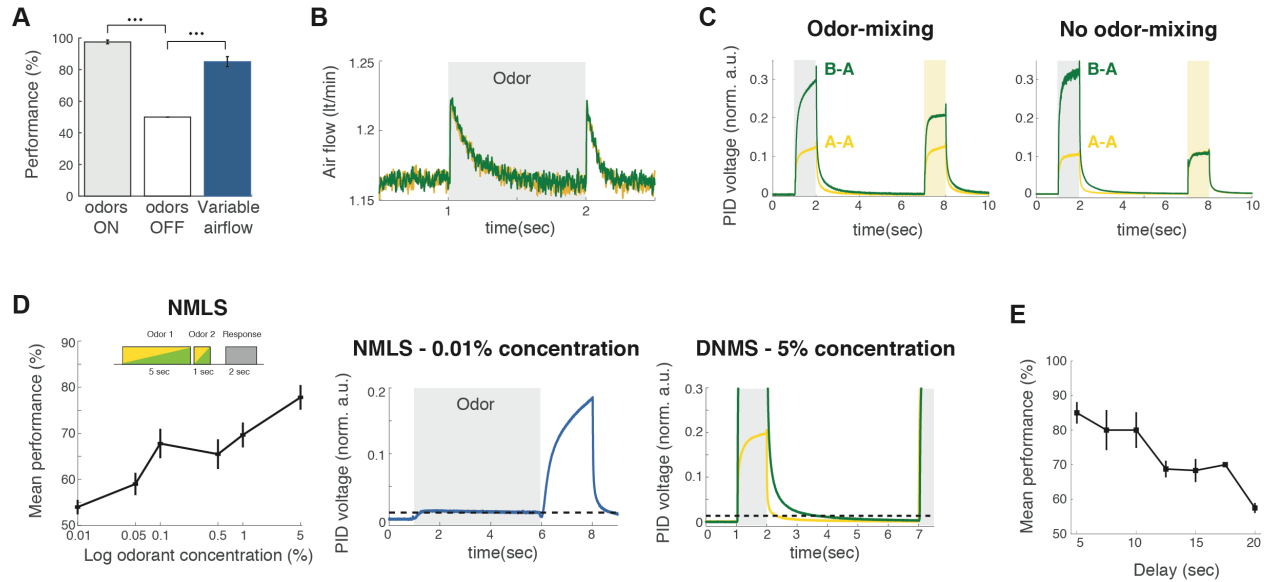 A
Performance (%)
100
80
60
40
20
0
•••
•••
odors
ON
odors
OFF
Variable
airflow
B
Air flow (lt/min)
1.25
1.2
1.15
Odor
1
2
time(sec)
C
Odor-mixing
PID voltage (norm. a.u.)
0.3
0.2
0.1
0
B-A
A-A
0 2 4 6 8 10
time(sec)
No odor-mixing
0.3
0.2
0.1
0
B-A
A-A
0 2 4 6 8 10
time(sec)
D
NMLS
Odor 1 Odor 2 Response
5 sec 1 sec 2 sec
Mean performance (%)
90
80
70
60
50
0.01 0.05 0.1 0.5 1 5
Log odorant concentration (%)
NMLS - 0.01% concentration
PID voltage (norm. a.u.)
0.2
0.1
0
Odor
0 2 4 6 8
time(sec)
DNMS - 5% concentration
PID voltage (norm. a.u.)
0.3
0.2
0.1
0
0 1 2 3 4 5 6 7
time(sec)
E
Mean performance (%)
100
90
80
70
60
50
5 10 15 20
Delay (sec)